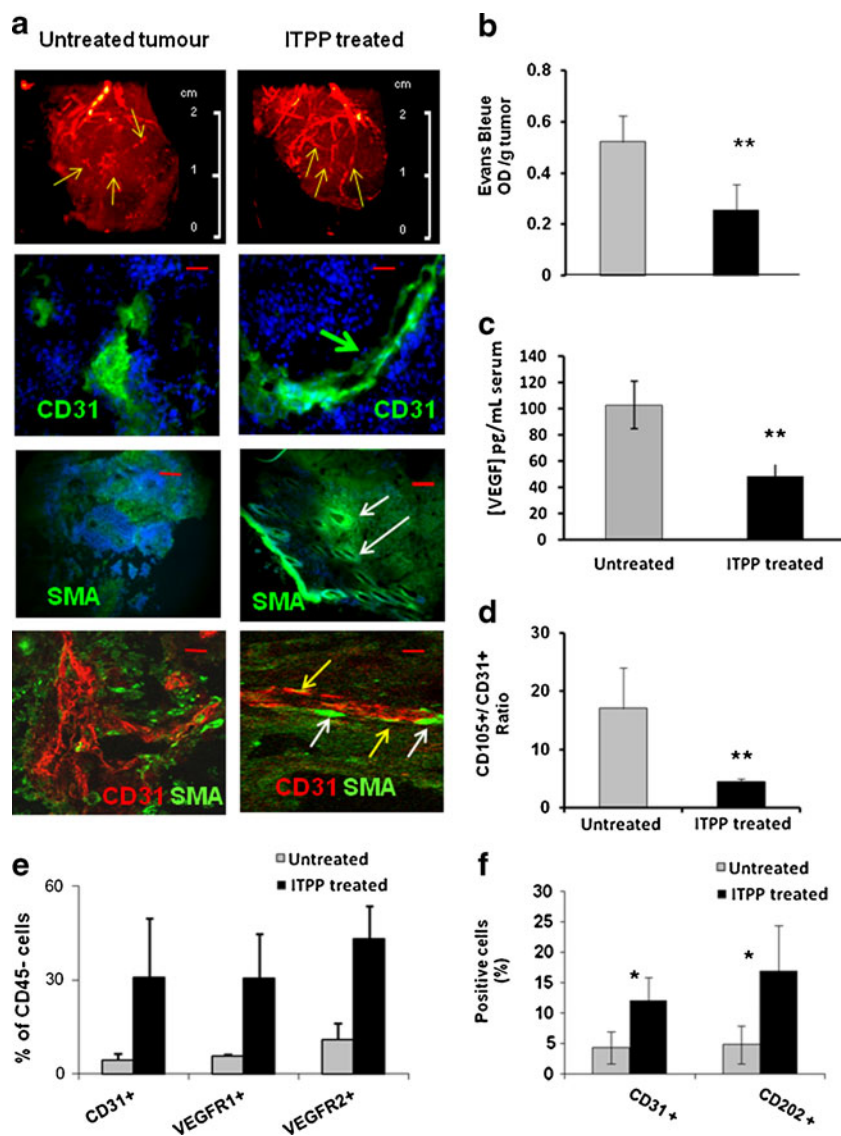 a
Untreated tumour
ITPP treated
cm
2
1
0
cm
2
1
0
CD31
CD31
SMA
SMA
CD31 SMA
CD31 SMA
b
Evans Bleue
OD /g tumor
0.8
0.6
0.4
0.2
0
**
c
[VEGF] pg/mL serum
140
120
100
80
60
40
20
0
**
Untreated
ITPP treated
d
CD105+/ CD31+
Ratio
30
20
10
0
**
Untreated
ITPP treated
e
Untreated
ITPP treated
% of CD45- cells
60
30
0
CD31+
VEGFR1+
VEGFR2+
f
Untreated
ITPP treated
Positive cells
(%)
30
25
20
15
10
5
0
*
*
CD31 +
CD202 +